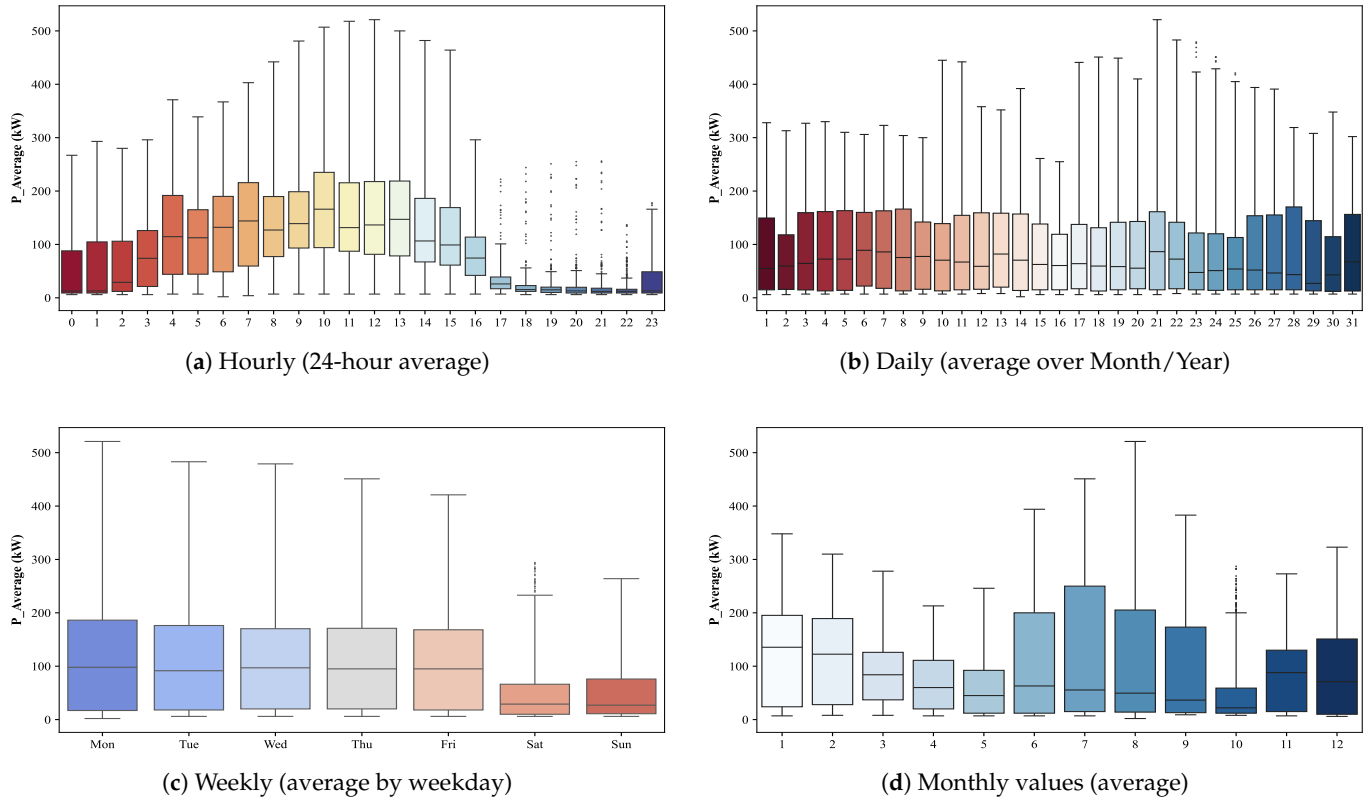 500
400
300
200
100
0
P_Average (kW)
0 1 2 3 4 5 6 7 8 9 10 11 12 13 14 15 16 17 18 19 20 21 22 23
(a) Hourly (24-hour average)
500
400
300
200
100
0
P_Average (kW)
1 2 3 4 5 6 7 8 9 10 11 12 13 14 15 16 17 18 19 20 21 22 23 24 25 26 27 28 29 30 31
(b) Daily (average over Month/Year)
500
400
300
200
100
0
P_Average (kW)
Mon Tue Wed Thu Fri Sat Sun
(c) Weekly (average by weekday)
500
400
300
200
100
0
P_Average (kW)
1 2 3 4 5 6 7 8 9 10 11 12
(d) Monthly values (average)